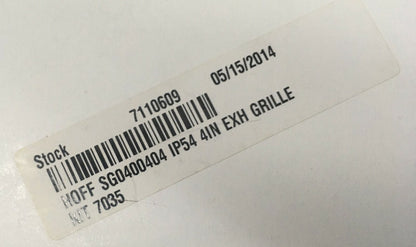 Stock 7110609 05/15/2014
HOFF SG0400404 IP54 4IN EXH GRILLE
KIT 7035